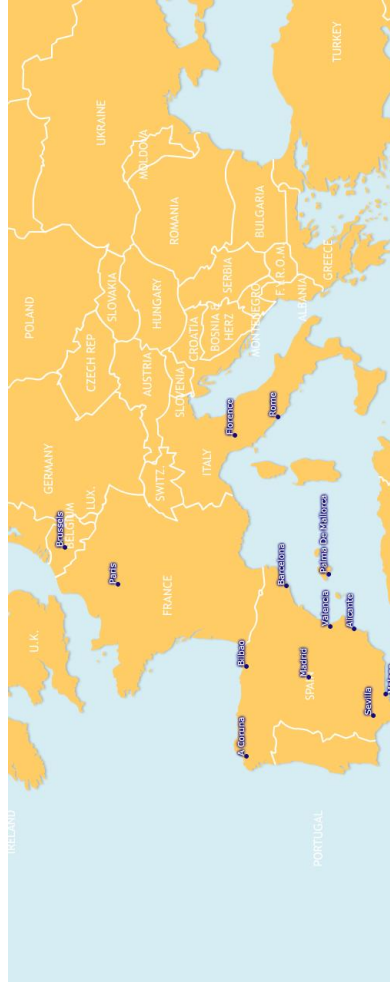 IRELAND
POLAND
U.K.
GERMANY
Brussels
BELGIUM
LUX.
CZECH REP
UKRAINE
Paris
SLOVAKIA
MOLDOVA
AUSTRIA
HUNGARY
SWITZ.
FRANCE
ROMANIA
SLOVENIA
CROATIA
ITALY
BOSNIA &
HERZ
SERBIA
Florence
A Coruna
Bilbao
MONTENEGRO
BULGARIA
Rome
F.Y.R.O.M.
Barcelona
Madrid
ALBANIA
PORTUGAL
Palma De Mallorca
Valencia
GREECE
TURKEY
Alicante
Sevilla